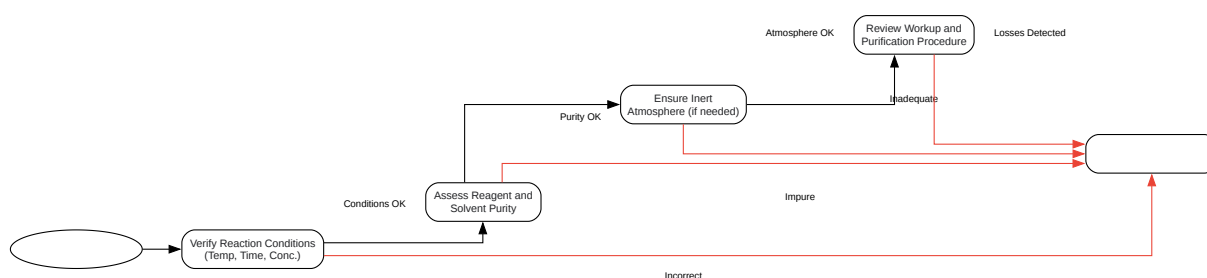 Atmosphere OK
Review Workup and
Purification Procedure
Losses Detected
Ensure Inert
Atmosphere (if needed)
Inadequate
Purity OK
Assess Reagent and
Solvent Purity
Conditions OK
Impure
Verify Reaction Conditions
(Temp, Time, Conc.)
Incorrect